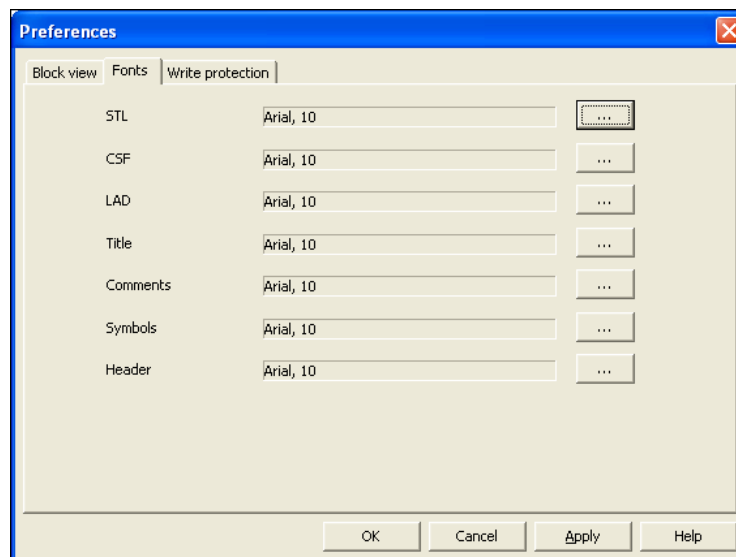 Preferences
Block view Fonts Write protection
STL Arial, 10 ...
CSF Arial, 10 ...
LAD Arial, 10 ...
Title Arial, 10 ...
Comments Arial, 10 ...
Symbols Arial, 10 ...
Header Arial, 10 ...
OK Cancel Apply Help